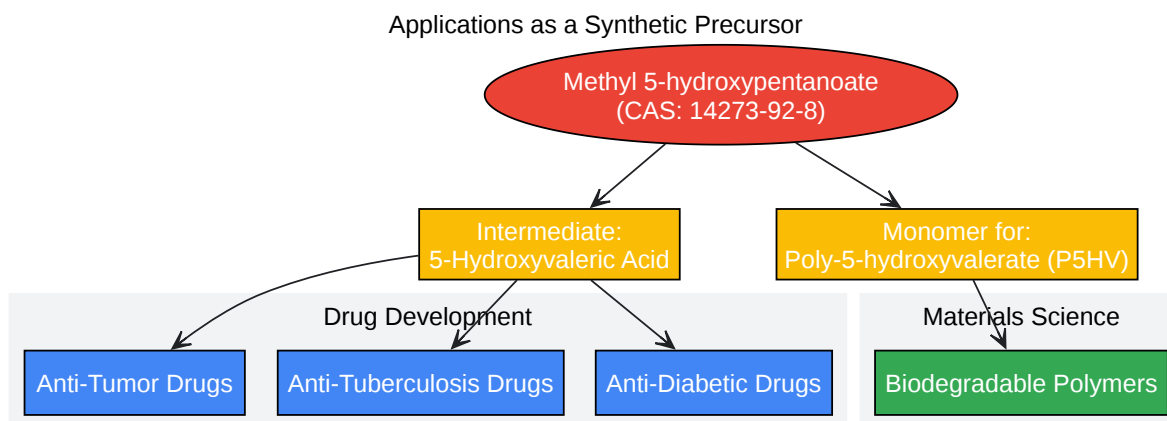 Applications as a Synthetic Precursor
Methyl 5-hydroxypentanoate
(CAS: 14273-92-8)
Intermediate:
5-Hydroxyvaleric Acid
Monomer for:
Poly-5-hydroxyvalerate (P5HV)
Drug Development
Materials Science
Anti-Tumor Drugs
Anti-Tuberculosis Drugs
Anti-Diabetic Drugs
Biodegradable Polymers